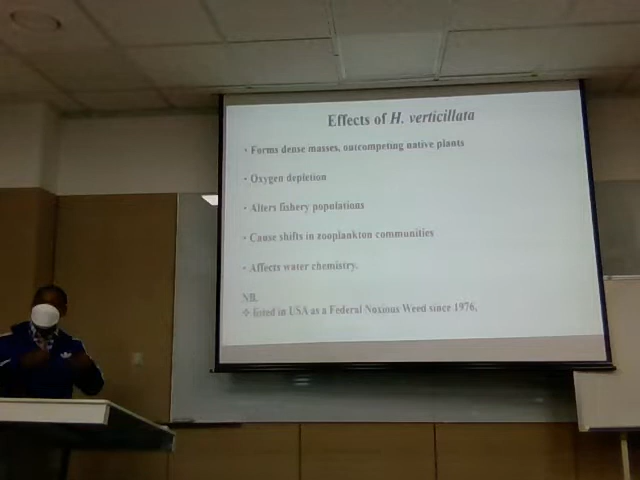 Effects of H. verticillata
• Forms dense masses, outcompeting native plants
• Oxygen depletion
• Alters fishery populations
• Cause shifts in zooplankton communities
• Affects water chemistry.
NB.
❖ listed in USA as a Federal Noxious Weed since 1976.